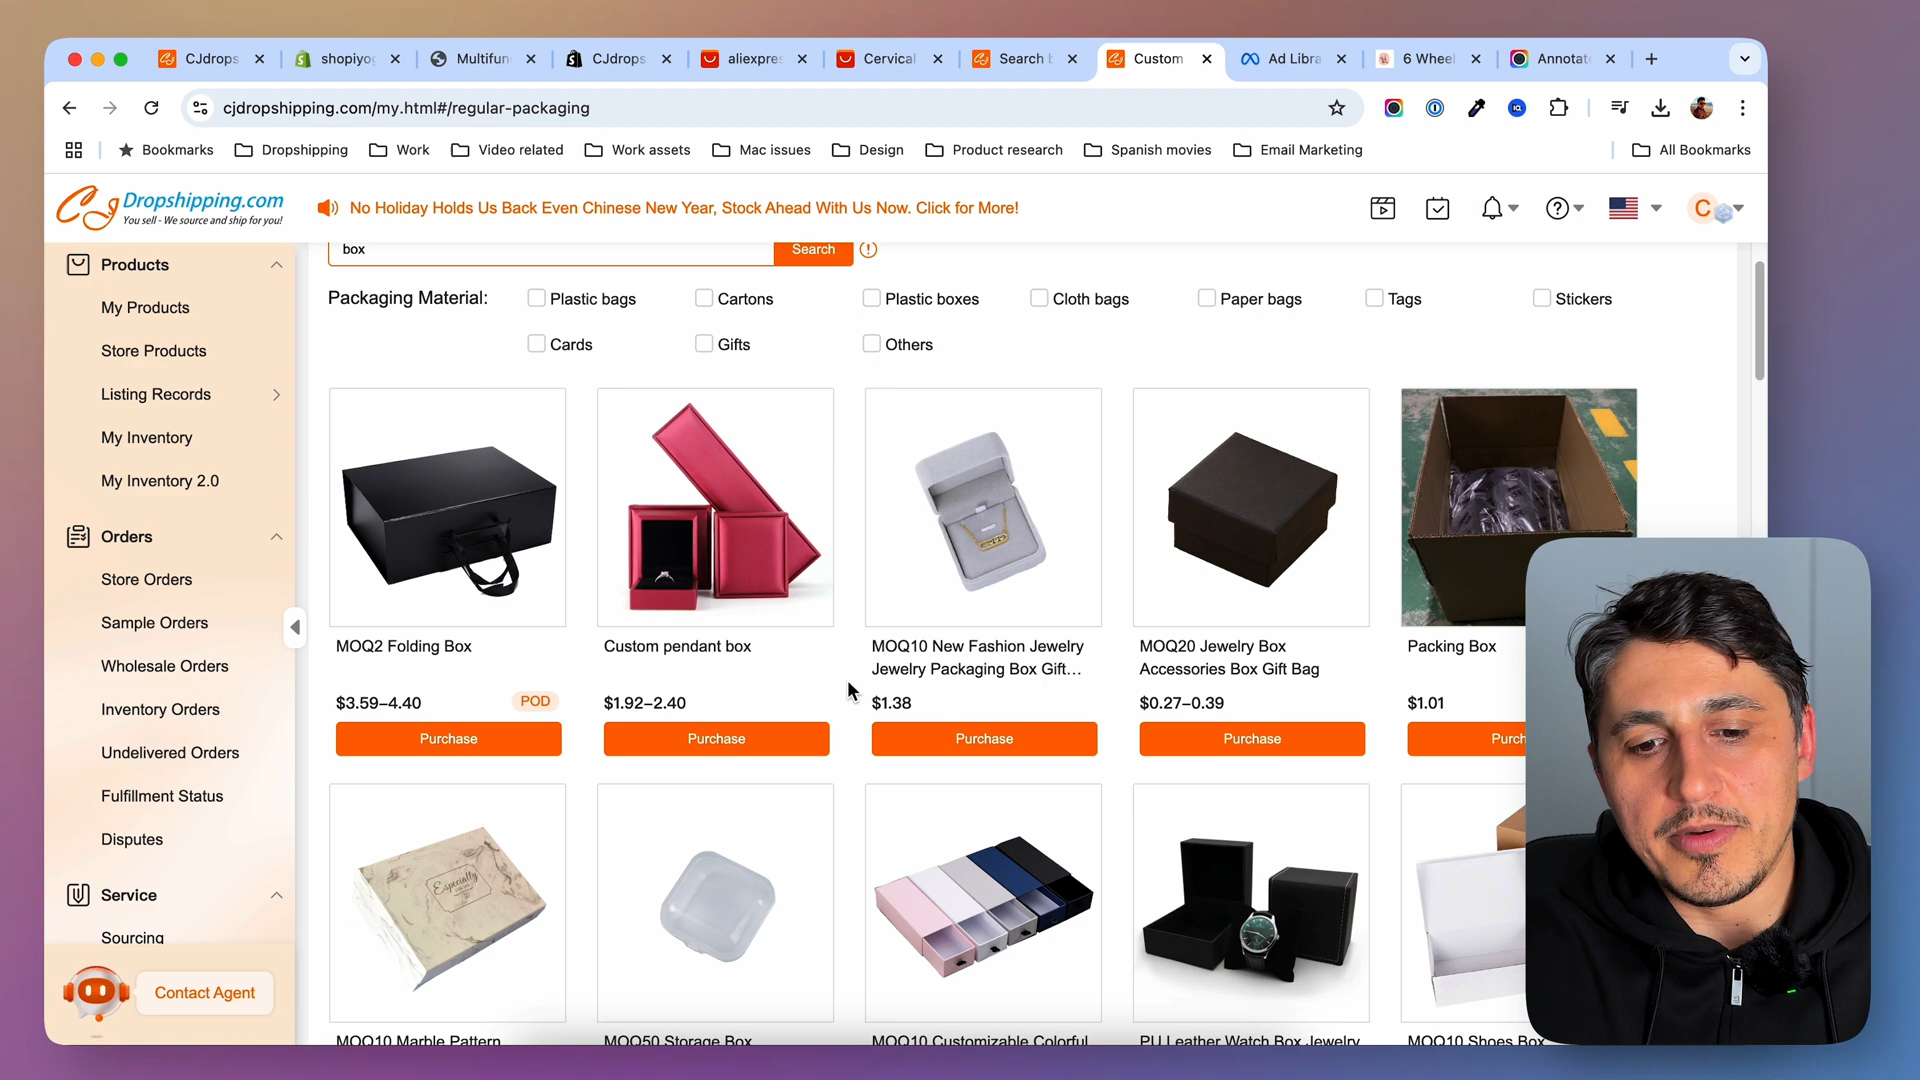 CJdrops
shopiyo
Multifun
CJdrops
aliexpres
Cervical
Search b
Custom
Ad Libra
6 Wheel
Annotat
cjdropshipping.com/my.html#/regular-packaging
Bookmarks
Dropshipping
Work
Video related
Work assets
Mac issues
Design
Product research
Spanish movies
Email Marketing
All Bookmarks
CJ Dropshipping.com
You sell - We source and ship for you!
No Holiday Holds Us Back Even Chinese New Year, Stock Ahead With Us Now. Click for More!
C
Products
My Products
Store Products
Listing Records
My Inventory
My Inventory 2.0
Orders
Store Orders
Sample Orders
Wholesale Orders
Inventory Orders
Undelivered Orders
Fulfillment Status
Disputes
Service
Sourcing
Contact Agent
box
Search
Packaging Material:
Plastic bags
Cartons
Plastic boxes
Cloth bags
Paper bags
Tags
Stickers
Cards
Gifts
Others
MOQ2 Folding Box
$3.59–4.40
POD
Purchase
Custom pendant box
$1.92–2.40
Purchase
MOQ10 New Fashion Jewelry
Jewelry Packaging Box Gift...
$1.38
Purchase
MOQ20 Jewelry Box
Accessories Box Gift Bag
$0.27–0.39
Purchase
Packing Box
$1.01
Purch
Especially
MOQ10 Marble Pattern
MOQ50 Storage Box
MOQ10 Customizable Colorful
PU Leather Watch Box Jewelry
MOQ10 Shoes Box